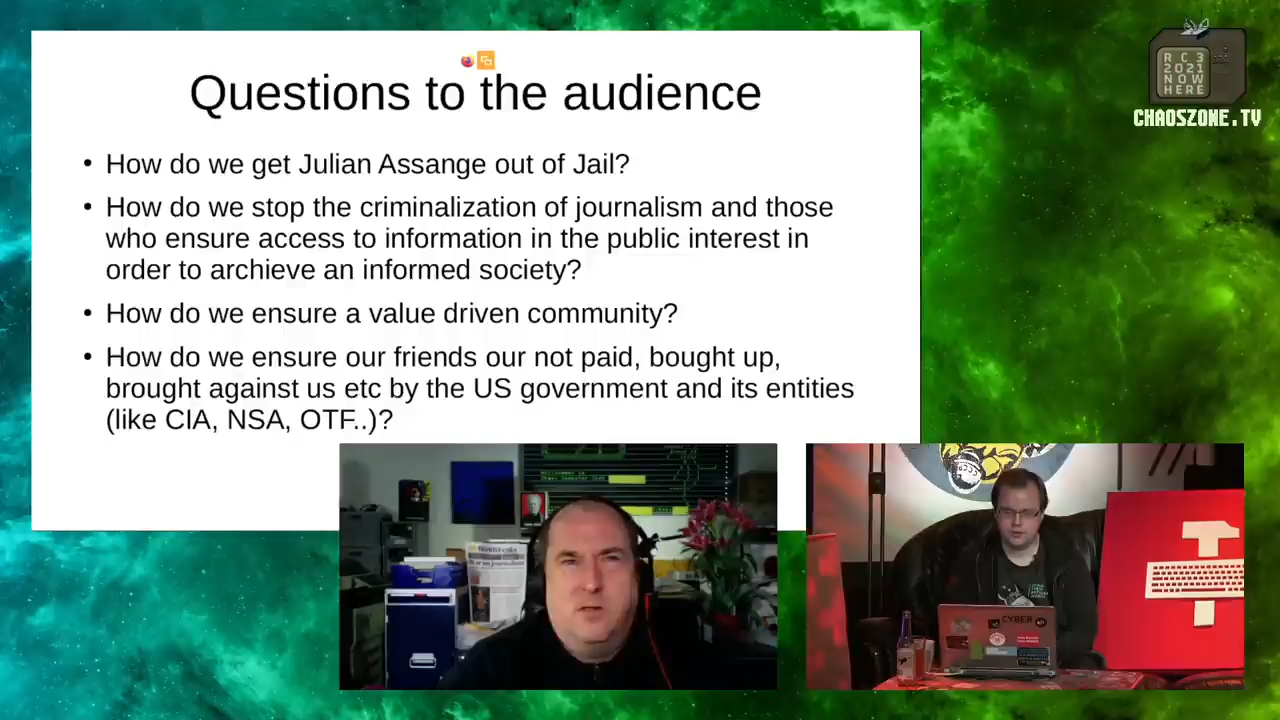 Questions to the audience
• How do we get Julian Assange out of Jail?
• How do we stop the criminalization of journalism and those
who ensure access to information in the public interest in
order to archieve an informed society?
• How do we ensure a value driven community?
• How do we ensure our friends our not paid, bought up,
brought against us etc by the US government and its entities
(like CIA, NSA, OTF..)?
RC3
2021
NOW
HERE
CHAOSZONE.TV
CYBER